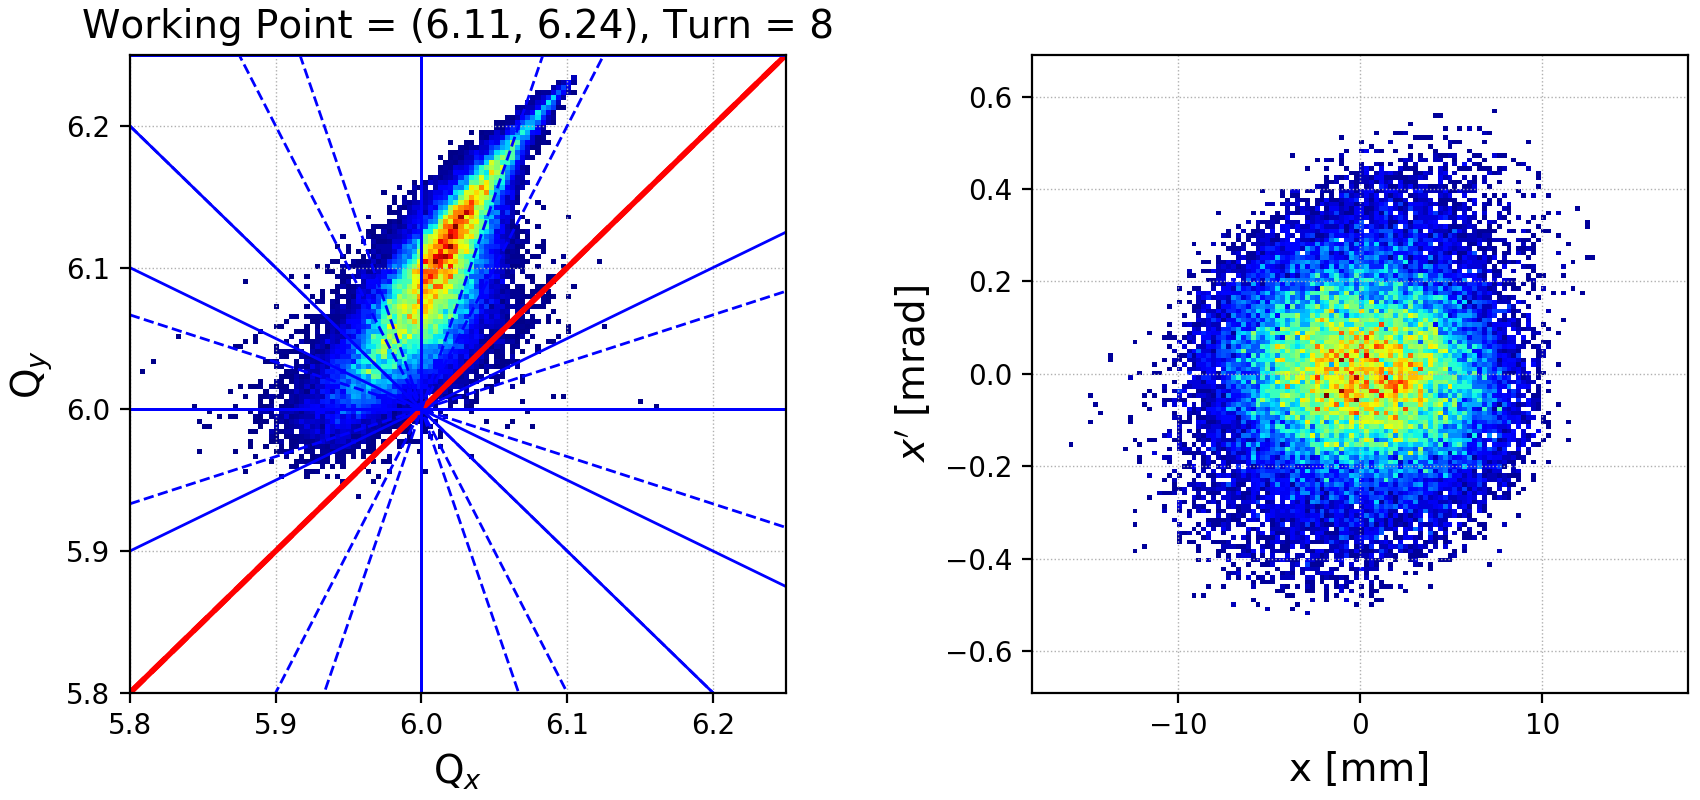 Working Point = (6.11, 6.24), Turn = 8
6.2
6.1
6.0
5.9
5.8
Q_y
5.8 5.9 6.0 6.1 6.2
Q_x
0.6
0.4
0.2
0.0
−0.2
−0.4
−0.6
x′ [mrad]
−10 0 10
x [mm]